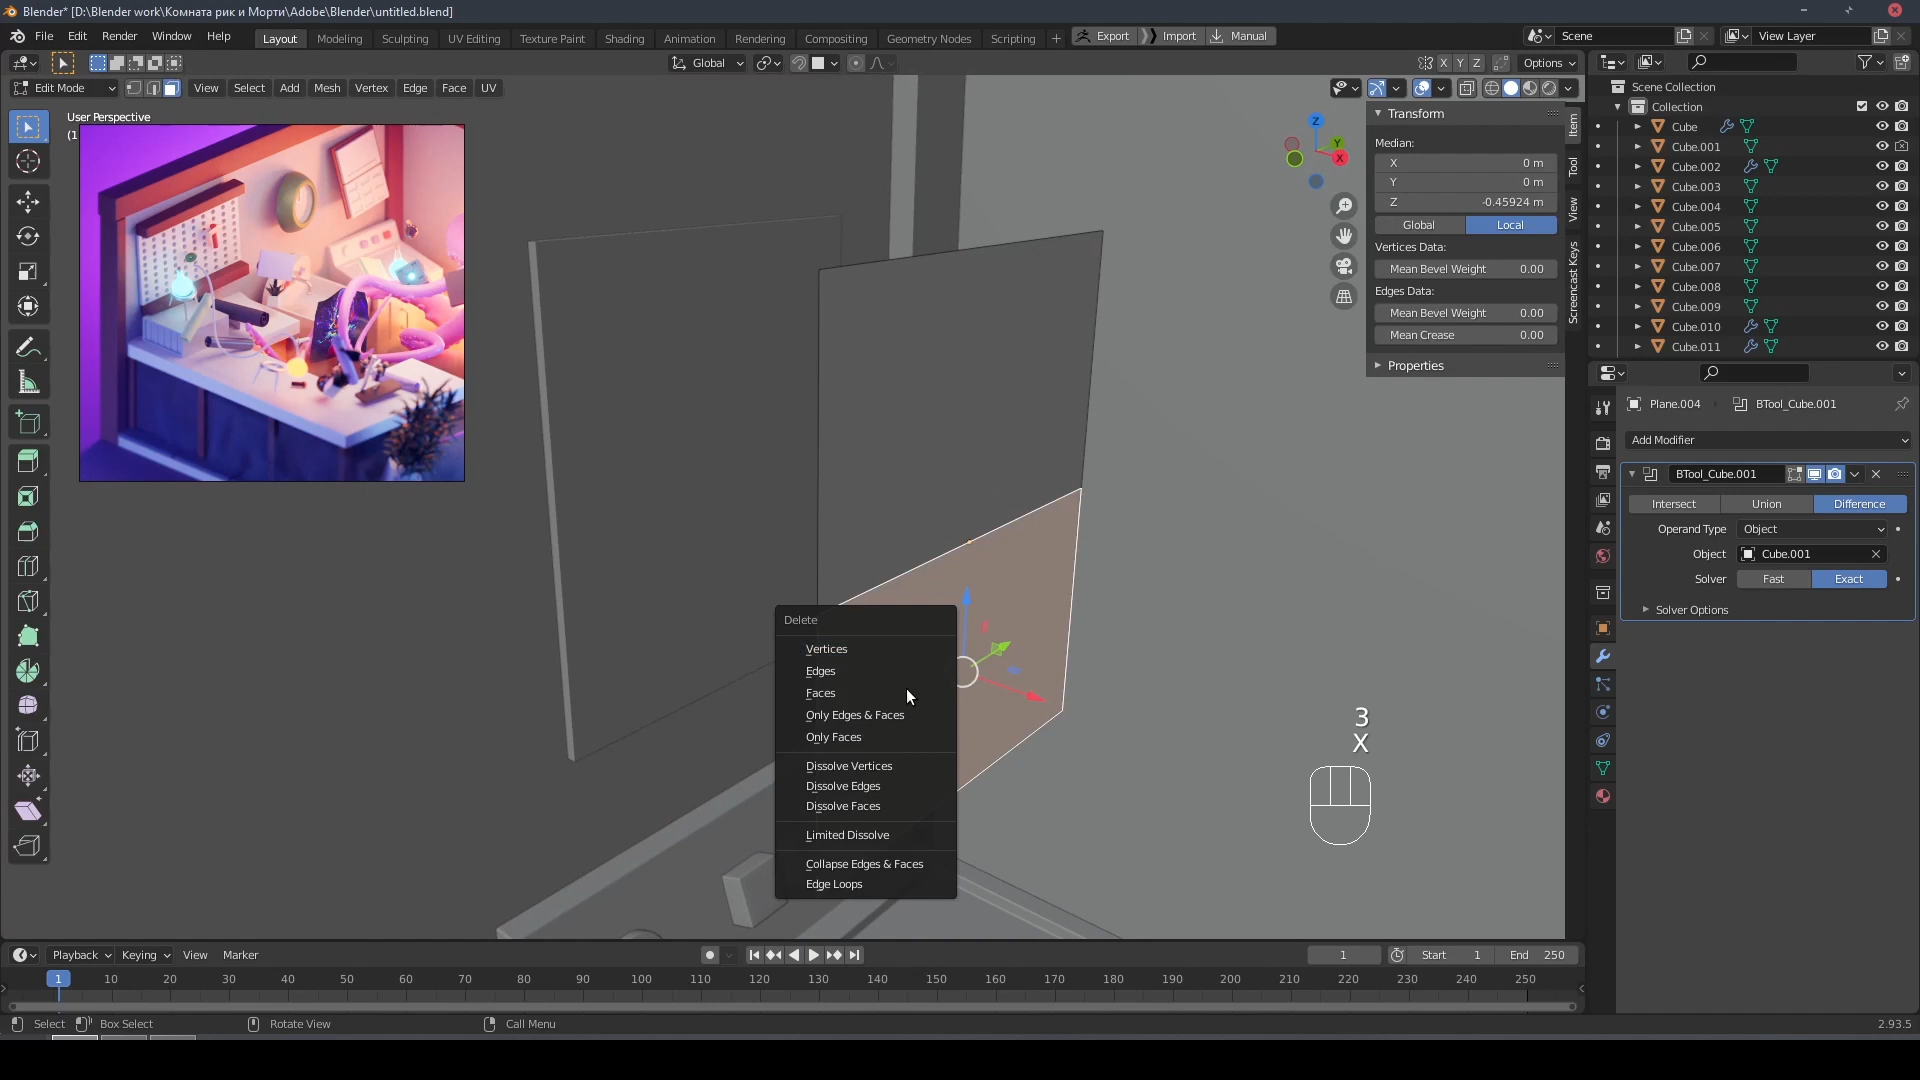 Blender* [D:\Blender work\Комната рик и Морти\Adobe\Blender\untitled.blend]
File Edit Render Window Help Layout Modeling Sculpting UV Editing Texture Paint Shading Animation Rendering Compositing Geometry Nodes Scripting + Export Import Manual Scene View Layer
Global X Y Z Options
Edit Mode View Select Add Mesh Vertex Edge Face UV
User Perspective
(1
Z
Y
X
Transform
Median:
X 0 m
Y 0 m
Z -0.45924 m
Global Local
Vertices Data:
Mean Bevel Weight 0.00
Edges Data:
Mean Bevel Weight 0.00
Mean Crease 0.00
Properties
Item
Tool
View
Screencast Keys
Scene Collection
Collection
Cube
Cube.001
Cube.002
Cube.003
Cube.004
Cube.005
Cube.006
Cube.007
Cube.008
Cube.009
Cube.010
Cube.011
Plane.004 BTool_Cube.001
Add Modifier
BTool_Cube.001
Intersect Union Difference
Operand Type Object
Object Cube.001
Solver Fast Exact
Solver Options
Delete
Vertices
Edges
Faces
Only Edges & Faces
Only Faces
Dissolve Vertices
Dissolve Edges
Dissolve Faces
Limited Dissolve
Collapse Edges & Faces
Edge Loops
3
X
Playback Keying View Marker 1 Start 1 End 250
1 10 20 30 40 50 60 70 80 90 100 110 120 130 140 150 160 170 180 190 200 210 220 230 240 250
Select Box Select Rotate View Call Menu 2.93.5